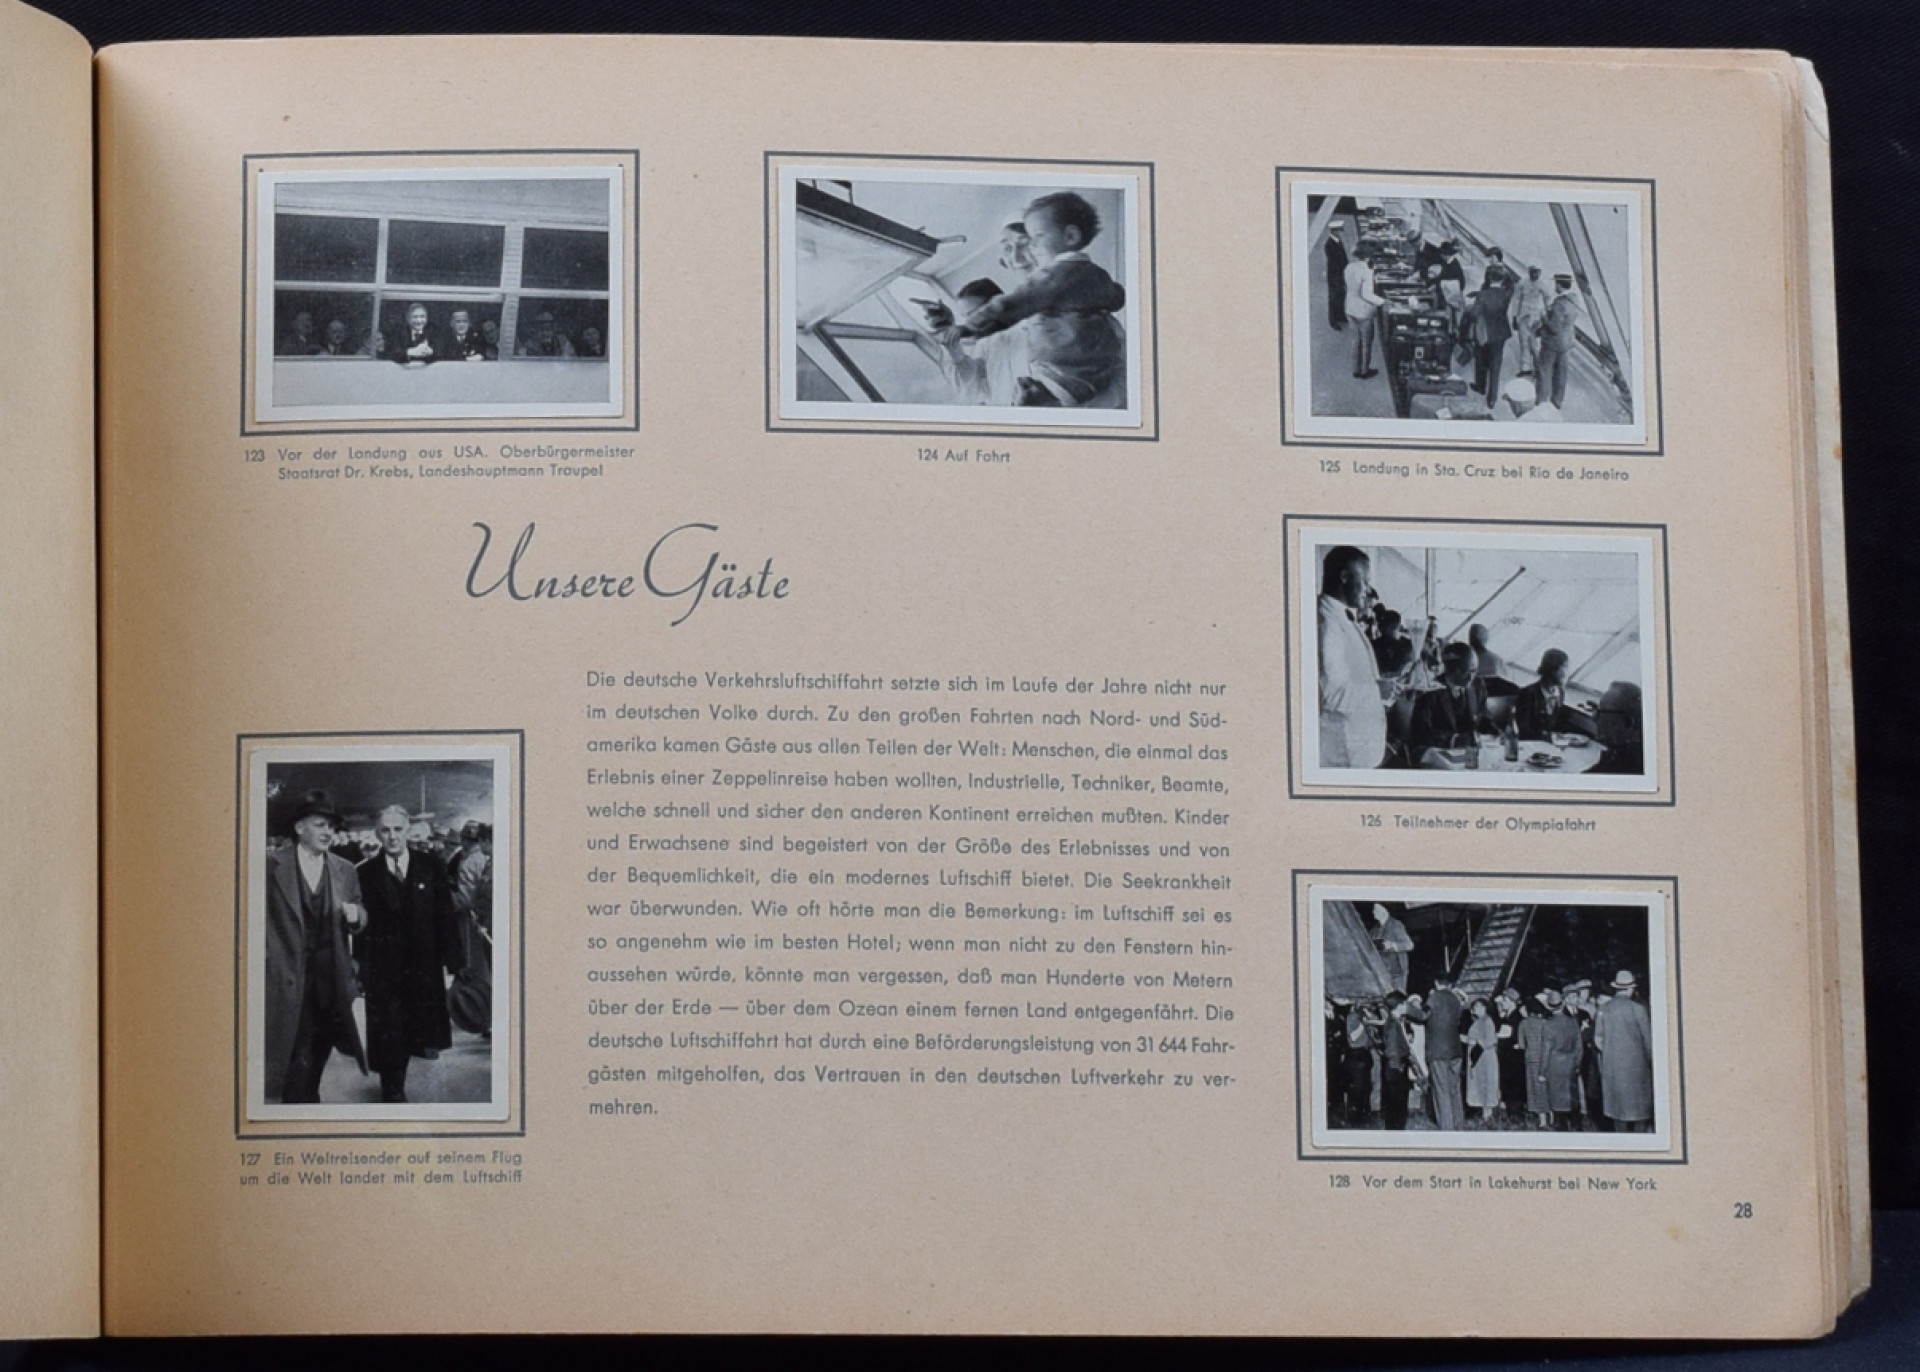 123 Vor der Landung aus USA. Oberbürgermeister
Staatsrat Dr. Krebs, Landeshauptmann Traupel
124 Auf Fahrt
125 Landung in Sta. Cruz bei Rio de Janeiro
Unsere Gäste
Die deutsche Verkehrsluftschiffahrt setzte sich im Laufe der Jahre nicht nur
im deutschen Volke durch. Zu den großen Fahrten nach Nord- und Süd-
amerika kamen Gäste aus allen Teilen der Welt: Menschen, die einmal das
Erlebnis einer Zeppelinreise haben wollten, Industrielle, Techniker, Beamte,
welche schnell und sicher den anderen Kontinent erreichen mußten. Kinder
und Erwachsene sind begeistert von der Größe des Erlebnisses und von
der Bequemlichkeit, die ein modernes Luftschiff bietet. Die Seekrankheit
war überwunden. Wie oft hörte man die Bemerkung: im Luftschiff sei es
so angenehm wie im besten Hotel; wenn man nicht zu den Fenstern hin-
aussehen würde, könnte man vergessen, daß man Hunderte von Metern
über der Erde — über dem Ozean einem fernen Land entgegenfährt. Die
deutsche Luftschiffahrt hat durch eine Beförderungsleistung von 31 644 Fahr-
gästen mitgeholfen, das Vertrauen in den deutschen Luftverkehr zu ver-
mehren.
126 Teilnehmer der Olympiafahrt
127 Ein Weltreisender auf seinem Flug
um die Welt landet mit dem Luftschiff
128 Vor dem Start in Lakehurst bei New York
28